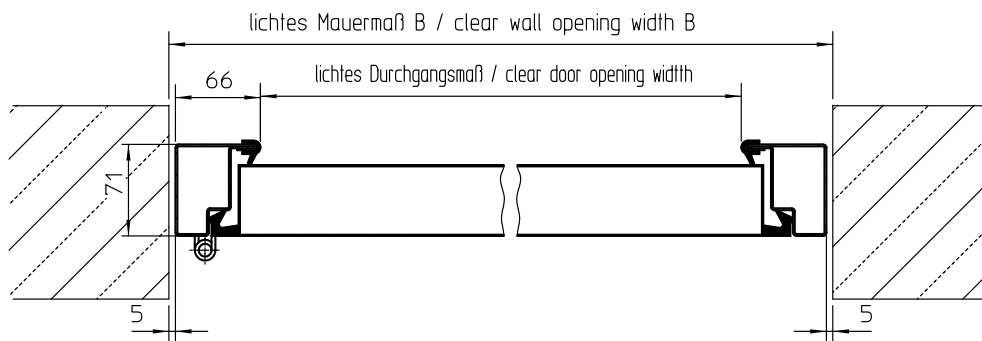 lichtes Mauermaß B / clear wall opening width B
66
lichtes Durchgangsmaß / clear door opening widtth
71
5
5